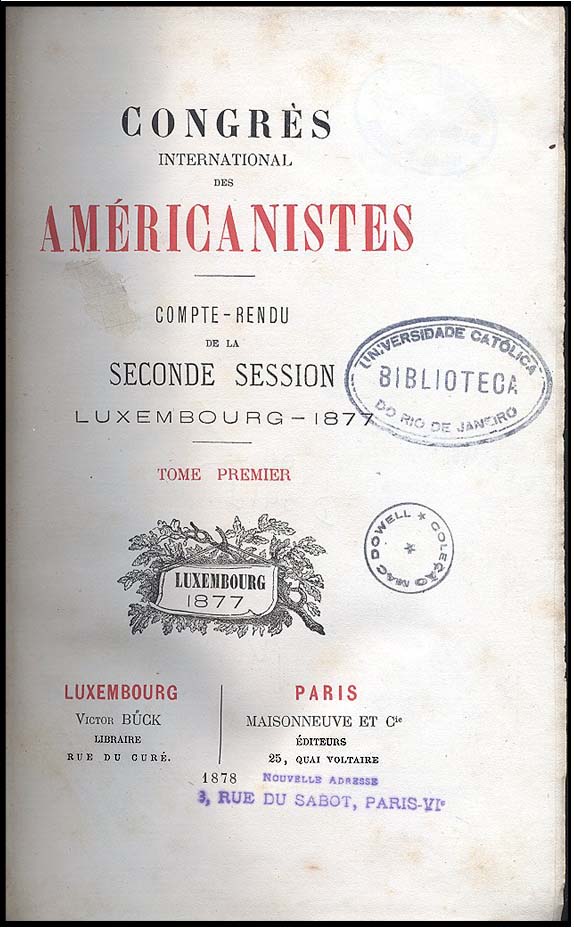 CONGRÈS
INTERNATIONAL
DES
AMÉRICANISTES
COMPTE-RENDU
DE LA
SECONDE SESSION
LUXEMBOURG – 1877
UNIVERSIDADE CATÓLICA
BIBLIOTECA
DO RIO DE JANEIRO
TOME PREMIER
COLEÇÃO MAC DOWELL
LUXEMBOURG
1877
LUXEMBOURG
VICTOR BÜCK
LIBRAIRE
RUE DU CURÉ.
PARIS
MAISONNEUVE ET Cie
ÉDITEURS
25, QUAI VOLTAIRE
1878
NOUVELLE ADRESSE
3, RUE DU SABOT, PARIS-VIe